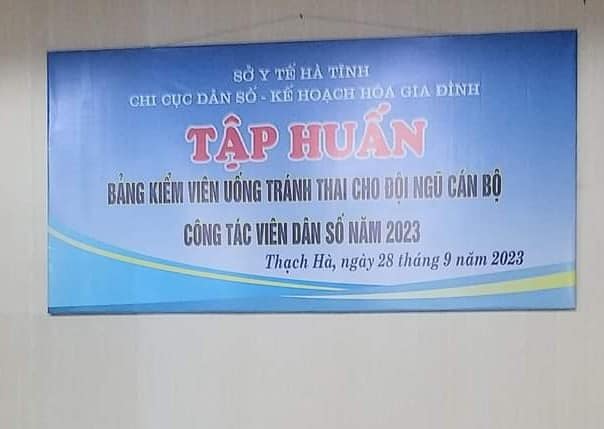 SỞ Y TẾ HÀ TĨNH
CHI CỤC DÂN SỐ - KẾ HOẠCH HÓA GIA ĐÌNH
TẬP HUẤN
BẢNG KIỂM VIÊN UỐNG TRÁNH THAI CHO ĐỘI NGŨ CÁN BỘ
CÔNG TÁC VIÊN DÂN SỐ NĂM 2023
Thạch Hà, ngày 28 tháng 9 năm 2023